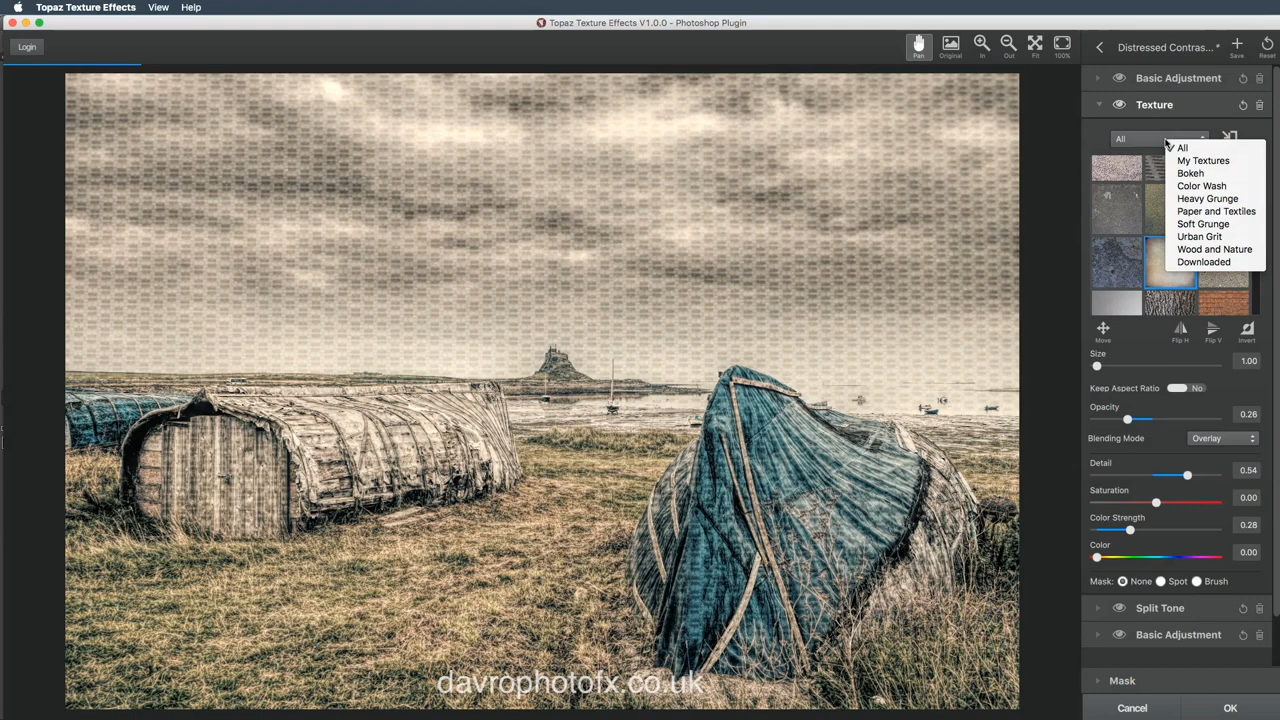 Topaz Texture Effects View Help
Topaz Texture Effects V1.0.0 - Photoshop Plugin
Login
Pan
Original
In
Out
Fit
100%
Distressed Contras... *
Save
Reset
Basic Adjustment
Texture
All
All
My Textures
Bokeh
Color Wash
Heavy Grunge
Paper and Textiles
Soft Grunge
Urban Grit
Wood and Nature
Downloaded
Move
Flip H
Flip V
Invert
Size
1.00
Keep Aspect Ratio No
Opacity
0.26
Blending Mode Overlay
Detail
0.54
Saturation
0.00
Color Strength
0.28
Color
0.00
Mask: None Spot Brush
Split Tone
Basic Adjustment
Mask
Cancel OK
davrophotofx.co.uk